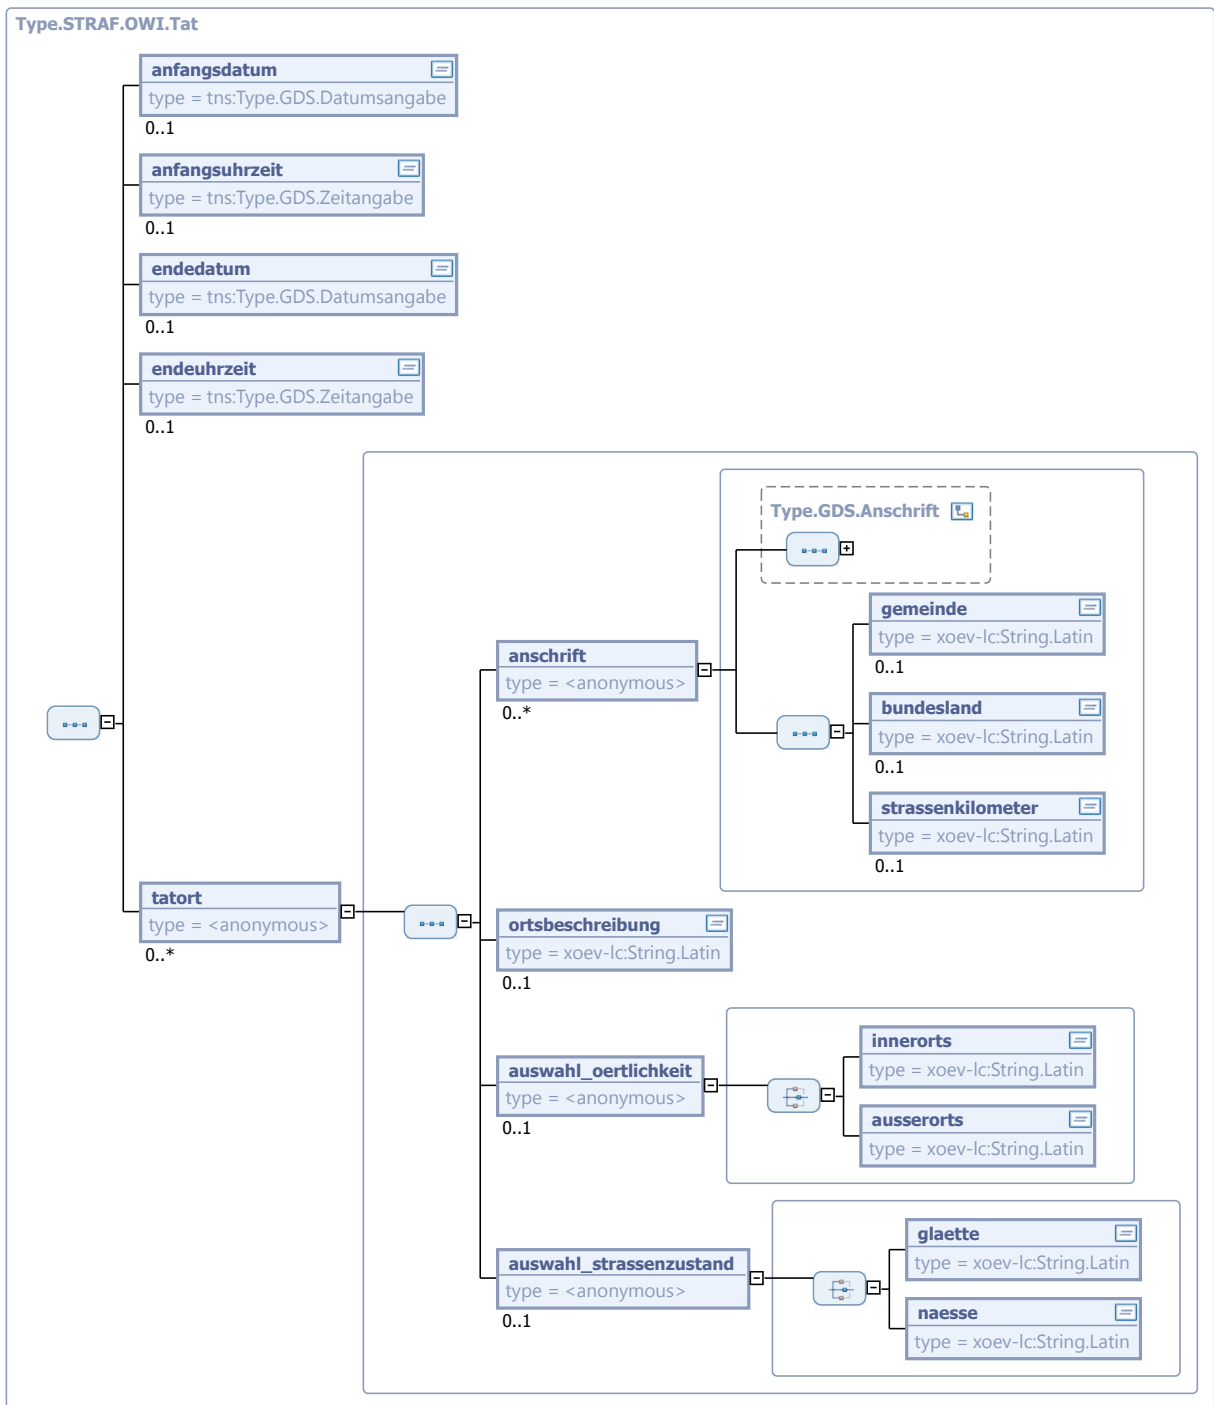 Type.STRAF.OWI.Tat
anfangsdatum
type = tns:Type.GDS.Datumsangabe
0..1
anfangsuhrzeit
type = tns:Type.GDS.Zeitangabe
0..1
endedatum
type = tns:Type.GDS.Datumsangabe
0..1
endeuhrzeit
type = tns:Type.GDS.Zeitangabe
0..1
tatort
type = <anonymous>
0..*
anschrift
type = <anonymous>
0..*
Type.GDS.Anschrift
gemeinde
type = xoev-lc:String.Latin
0..1
bundesland
type = xoev-lc:String.Latin
0..1
strassenkilometer
type = xoev-lc:String.Latin
0..1
ortsbeschreibung
type = xoev-lc:String.Latin
0..1
auswahl_oertlichkeit
type = <anonymous>
0..1
innerorts
type = xoev-lc:String.Latin
ausserorts
type = xoev-lc:String.Latin
auswahl_strassenzustand
type = <anonymous>
0..1
glaette
type = xoev-lc:String.Latin
naesse
type = xoev-lc:String.Latin